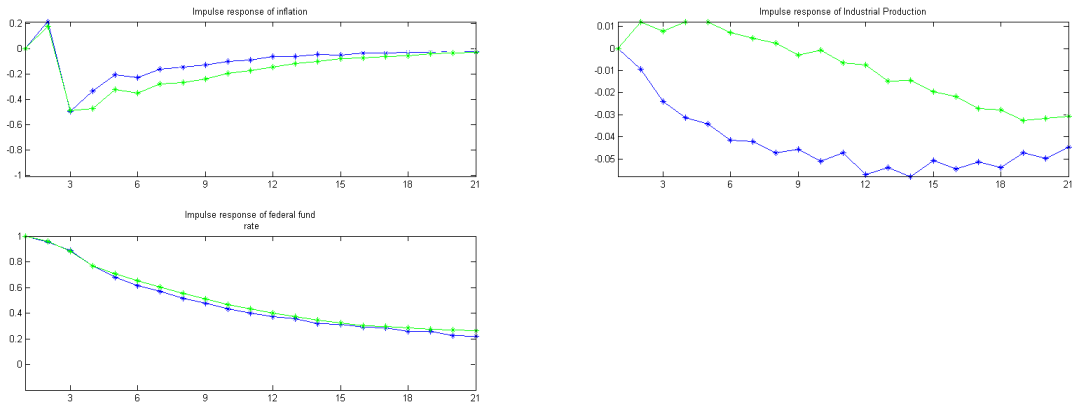 Impulse response of inflation
0.2
0
-0.2
-0.4
-0.6
-0.8
-1
3 6 9 12 15 18 21
Impulse response of Industrial Production
0.01
0
-0.01
-0.02
-0.03
-0.04
-0.05
3 6 9 12 15 18 21
Impulse response of federal fund
rate
1
0.8
0.6
0.4
0.2
0
3 6 9 12 15 18 21